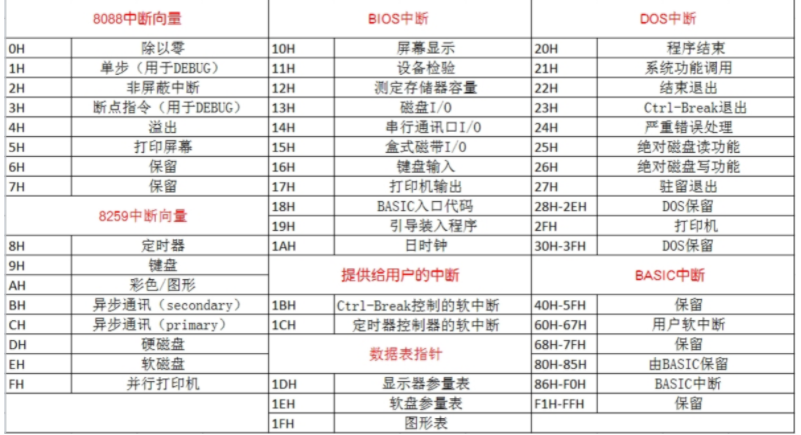 8088中断向量 BIOS中断 DOS中断
0H 除以零 10H 屏幕显示 20H 程序结束
1H 单步（用于DEBUG） 11H 设备检验 21H 系统功能调用
2H 非屏蔽中断 12H 测定存储器容量 22H 结束退出
3H 断点指令（用于DEBUG） 13H 磁盘I/O 23H Ctrl-Break退出
4H 溢出 14H 串行通讯口I/O 24H 严重错误处理
5H 打印屏幕 15H 盒式磁带I/O 25H 绝对磁盘读功能
6H 保留 16H 键盘输入 26H 绝对磁盘写功能
7H 保留 17H 打印机输出 27H 驻留退出
8259中断向量 18H BASIC入口代码 28H-2EH DOS保留
19H 引导装入程序 2FH 打印机
8H 定时器 1AH 日时钟 30H-3FH DOS保留
9H 键盘 提供给用户的中断 BASIC中断
AH 彩色/图形
BH 异步通讯（secondary） 1BH Ctrl-Break控制的软中断 40H-5FH 保留
CH 异步通讯（primary） 1CH 定时器控制器的软中断 60H-67H 用户软中断
DH 硬磁盘 数据表指针 68H-7FH 保留
EH 软磁盘 80H-85H 由BASIC保留
FH 并行打印机 1DH 显示器参量表 86H-F0H BASIC中断
1EH 软盘参量表 F1H-FFH 保留
1FH 图形表